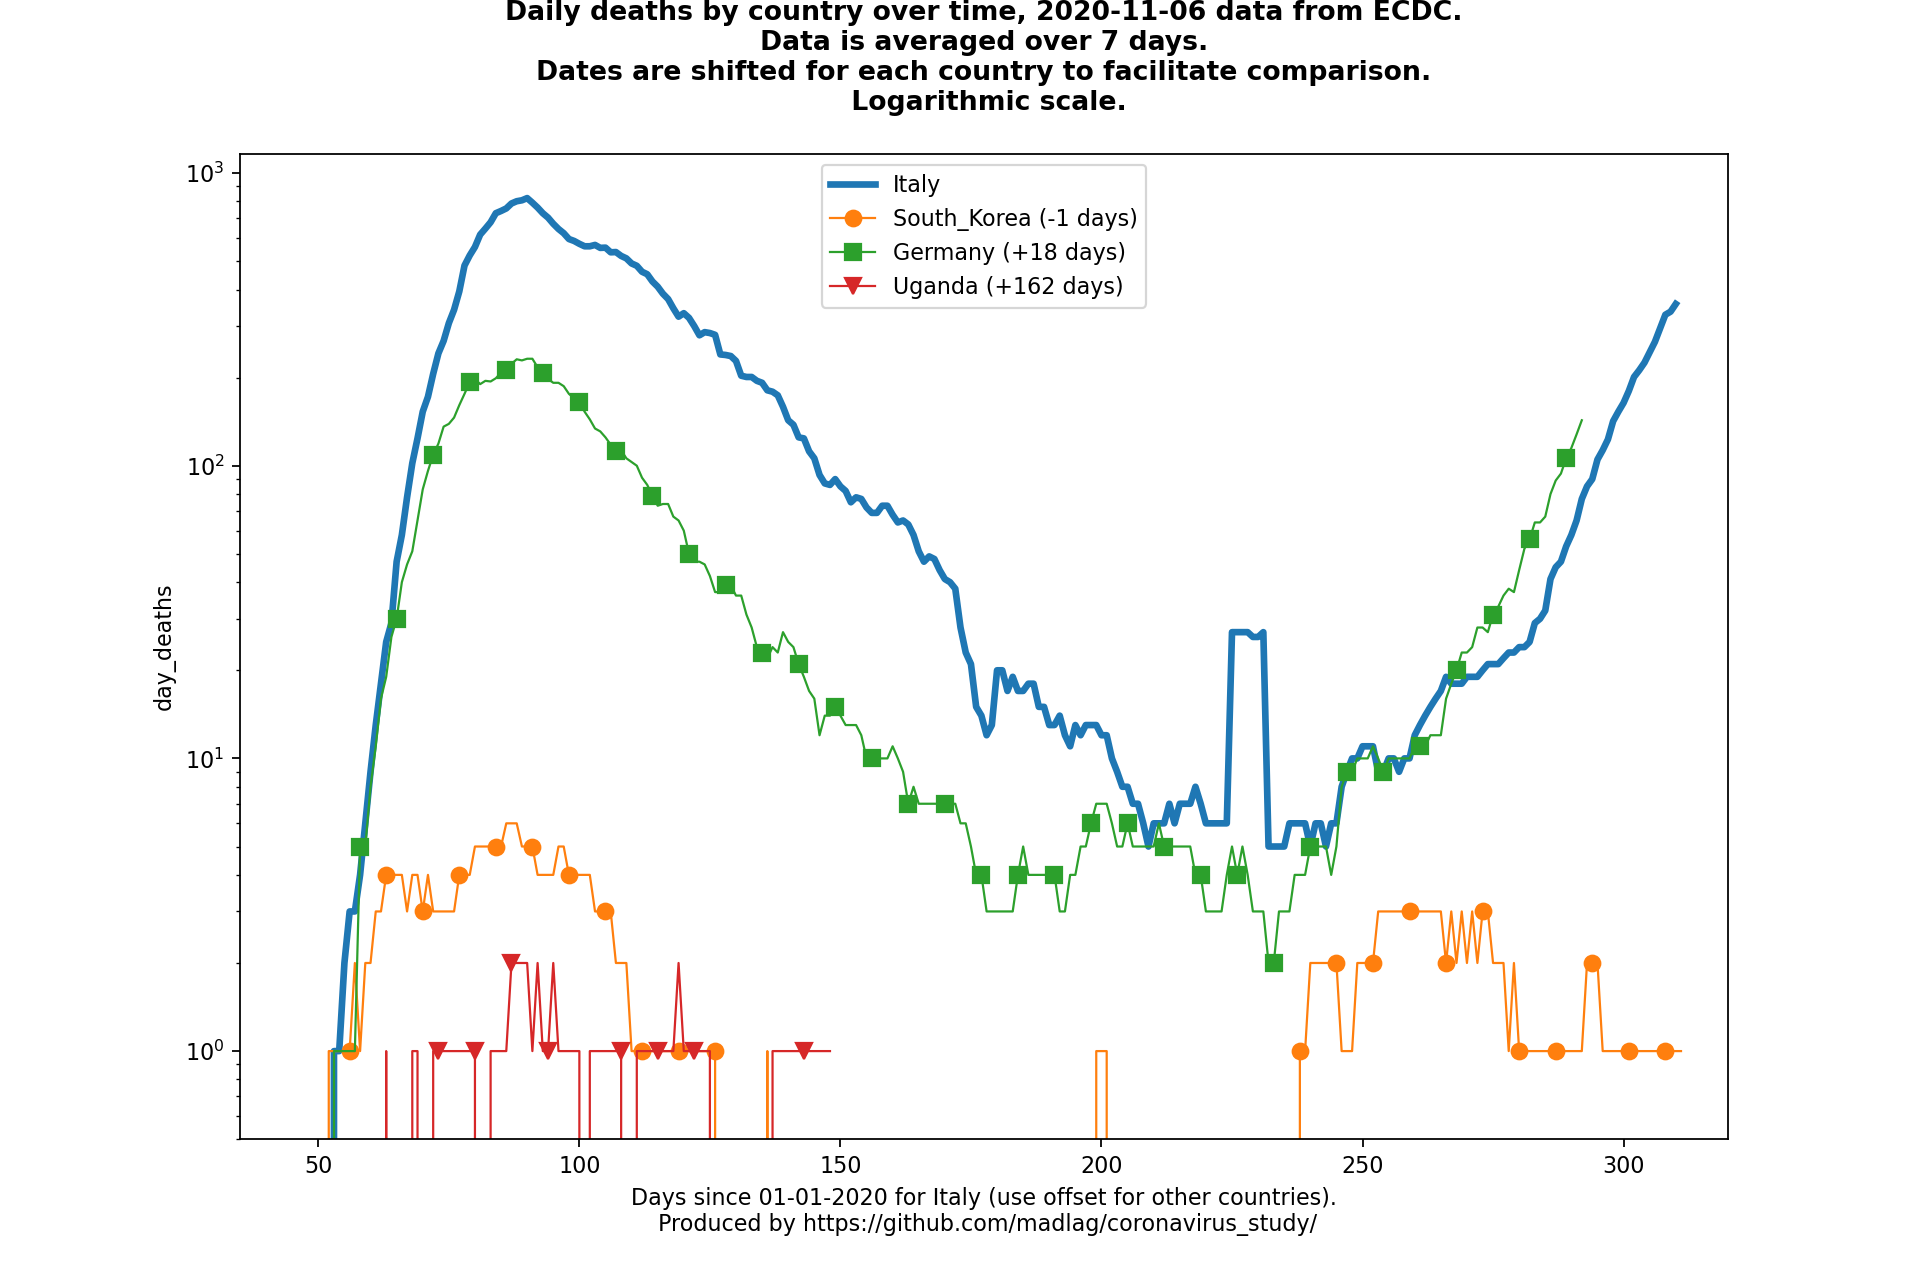 Daily deaths by country over time, 2020-11-06 data from ECDC.
Data is averaged over 7 days.
Dates are shifted for each country to facilitate comparison.
Logarithmic scale.
10³
Italy
South_Korea (-1 days)
Germany (+18 days)
Uganda (+162 days)
10²
day_deaths
10¹
10⁰
50 100 150 200 250 300
Days since 01-01-2020 for Italy (use offset for other countries).
Produced by https://github.com/madlag/coronavirus_study/